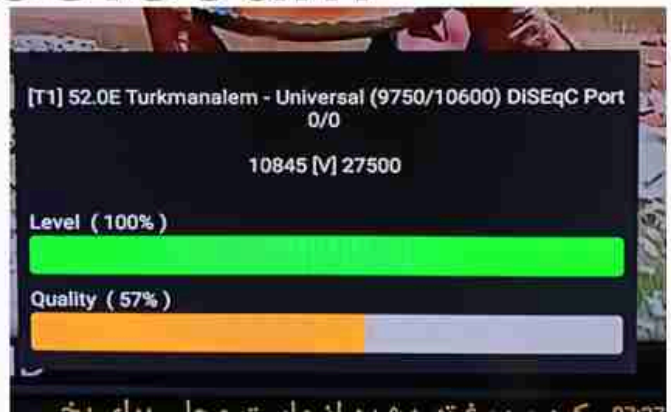 [T1] 52.0E Turkmanalem - Universal (9750/10600) DiSEqC Port
0/0
10845 [V] 27500
Level ( 100% )
Quality ( 57% )